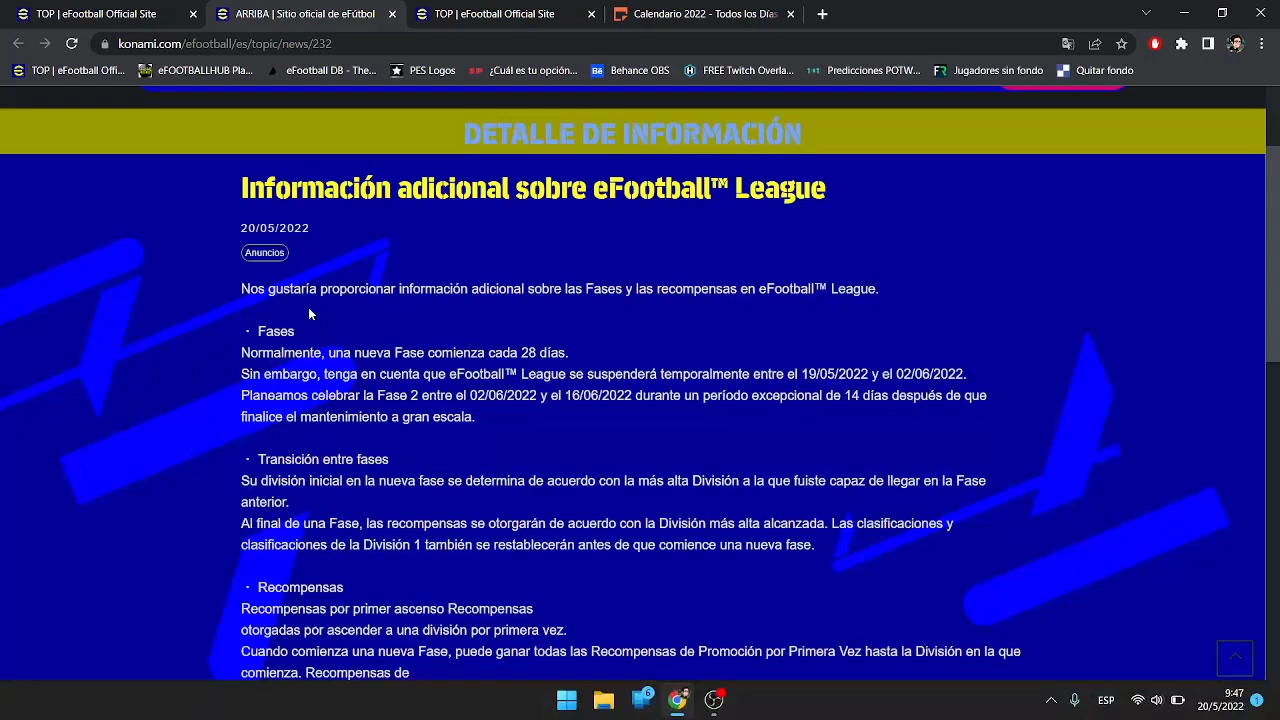 TOP | eFootball Official Site
ARRIBA | Sitio oficial de eFútbol
TOP | eFootball Official Site
Calendario 2022 - Todos los Días
konami.com/efootball/es/topic/news/232
TOP | eFootball Offi...
eFOOTBALLHUB Pla...
eFootball DB - The...
PES Logos
¿Cuál es tu opción...
Behance OBS
FREE Twitch Overla...
Predicciones POTW...
Jugadores sin fondo
Quitar fondo
DETALLE DE INFORMACIÓN
Información adicional sobre eFootball™ League
20/05/2022
Anuncios
Nos gustaría proporcionar información adicional sobre las Fases y las recompensas en eFootball™ League.
・ Fases
Normalmente, una nueva Fase comienza cada 28 días.
Sin embargo, tenga en cuenta que eFootball™ League se suspenderá temporalmente entre el 19/05/2022 y el 02/06/2022.
Planeamos celebrar la Fase 2 entre el 02/06/2022 y el 16/06/2022 durante un período excepcional de 14 días después de que
finalice el mantenimiento a gran escala.
・ Transición entre fases
Su división inicial en la nueva fase se determina de acuerdo con la más alta División a la que fuiste capaz de llegar en la Fase
anterior.
Al final de una Fase, las recompensas se otorgarán de acuerdo con la División más alta alcanzada. Las clasificaciones y
clasificaciones de la División 1 también se restablecerán antes de que comience una nueva fase.
・ Recompensas
Recompensas por primer ascenso Recompensas
otorgadas por ascender a una división por primera vez.
Cuando comienza una nueva Fase, puede ganar todas las Recompensas de Promoción por Primera Vez hasta la División en la que
comienza. Recompensas de
6
ESP
9:47
20/5/2022
1